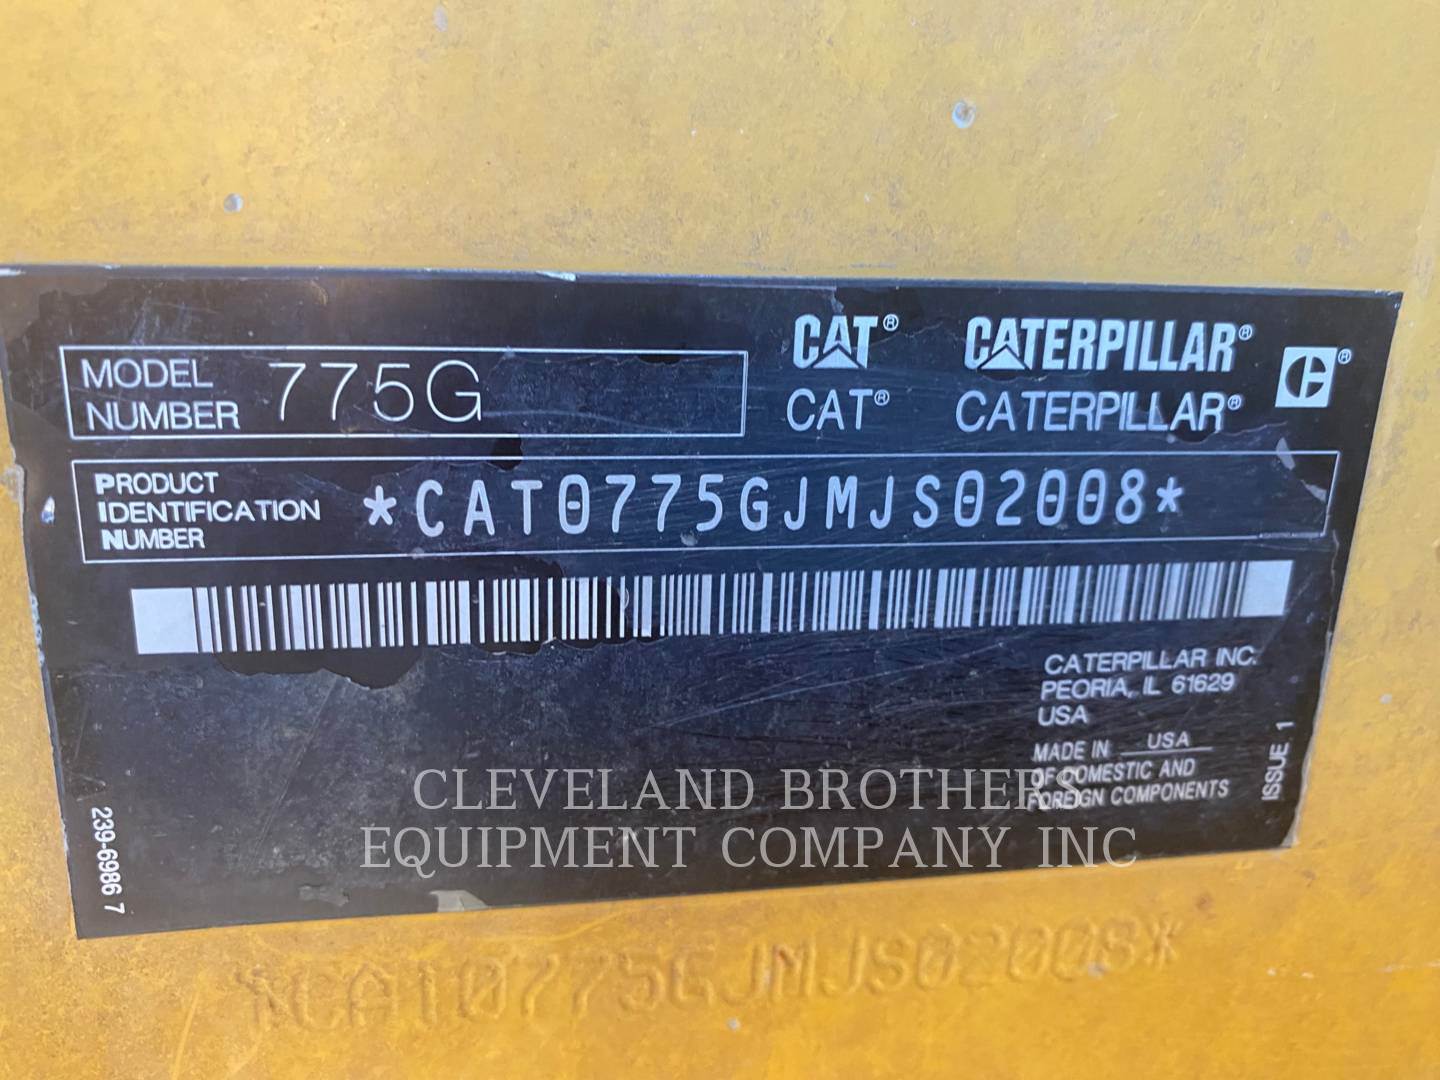 CAT® CATERPILLAR®
MODEL NUMBER 775G
CAT® CATERPILLAR®
PRODUCT IDENTIFICATION NUMBER *CAT0775GJMJS02008*
CATERPILLAR INC.
PEORIA, IL 61629
USA
MADE IN USA
OF DOMESTIC AND
FOREIGN COMPONENTS
ISSUE 1
239-6986 7
CLEVELAND BROTHERS
EQUIPMENT COMPANY INC
*CAT0775GJMJS02008*